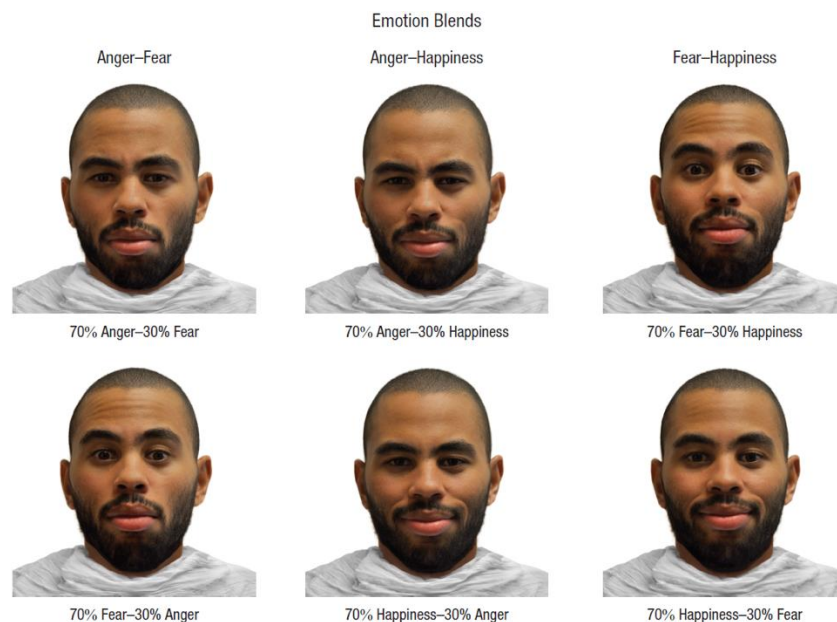 Emotion Blends
Anger–Fear
Anger–Happiness
Fear–Happiness
70% Anger–30% Fear
70% Anger–30% Happiness
70% Fear–30% Happiness
70% Fear–30% Anger
70% Happiness–30% Anger
70% Happiness–30% Fear